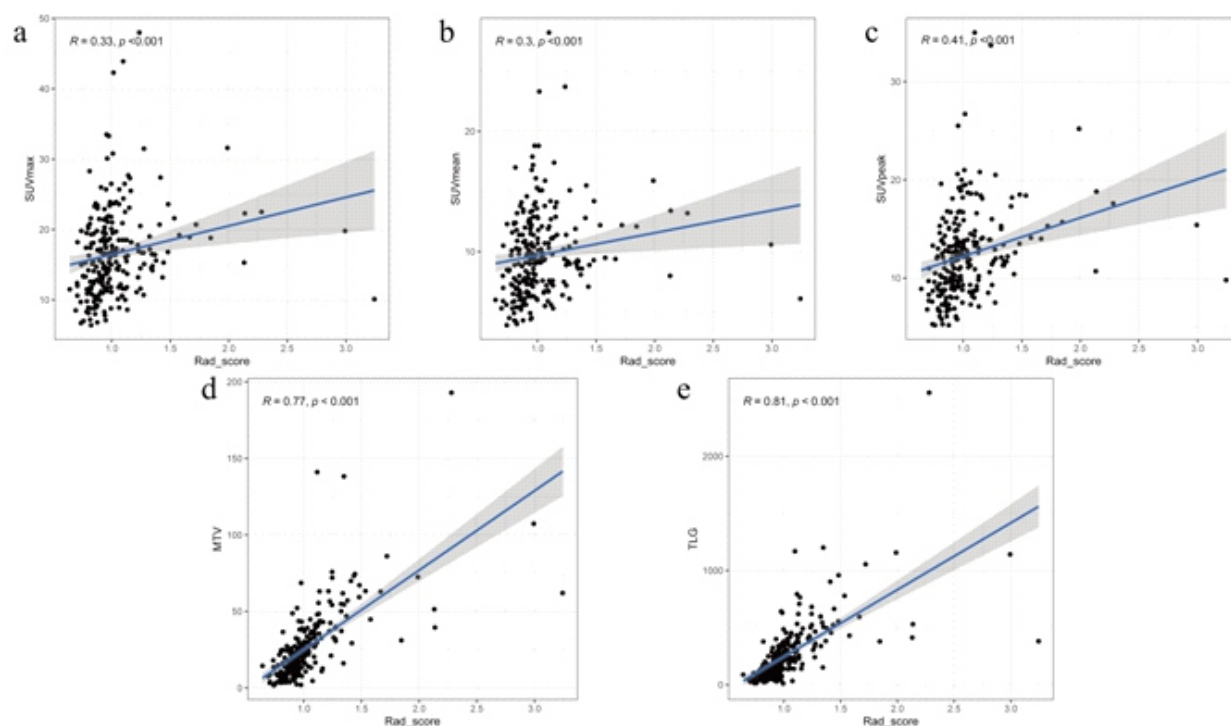 a
R = 0.33, p <0.001
50
40
30
20
10
SUVmax
1.0 1.5 2.0 2.5 3.0
Rad_score
b
R = 0.3, p <0.001
20
10
SUVmean
1.0 1.5 2.0 2.5 3.0
Rad_score
c
R = 0.41, p <0.001
30
20
10
SUVpeak
1.0 1.5 2.0 2.5 3.0
Rad_score
d
R = 0.77, p < 0.001
200
150
100
50
0
MTV
1.0 1.5 2.0 2.5 3.0
Rad_score
e
R = 0.81, p < 0.001
2000
1000
0
TLG
1.0 1.5 2.0 2.5 3.0
Rad_score